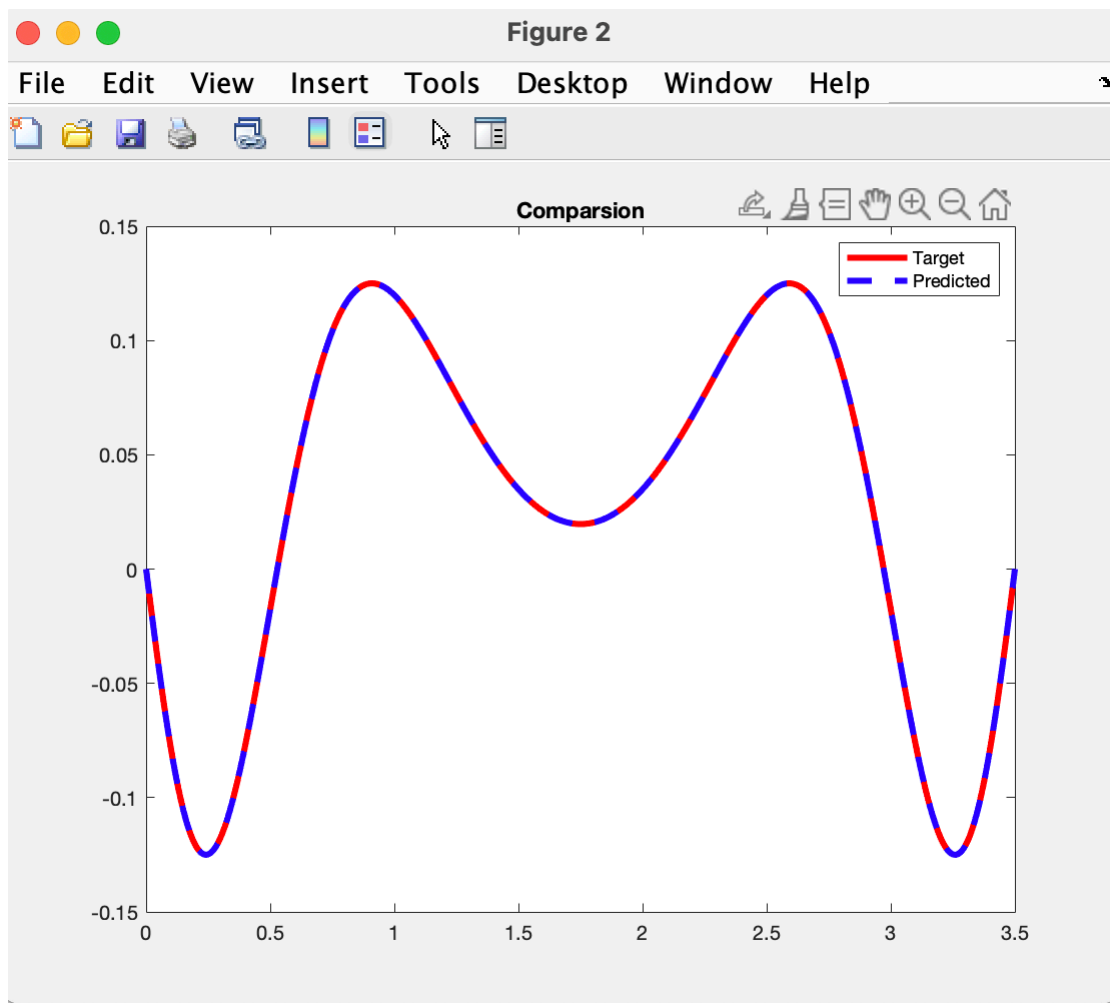 Figure 2
File Edit View Insert Tools Desktop Window Help
Comparsion
Target
Predicted
0.15
0.1
0.05
0
-0.05
-0.1
-0.15
0 0.5 1 1.5 2 2.5 3 3.5